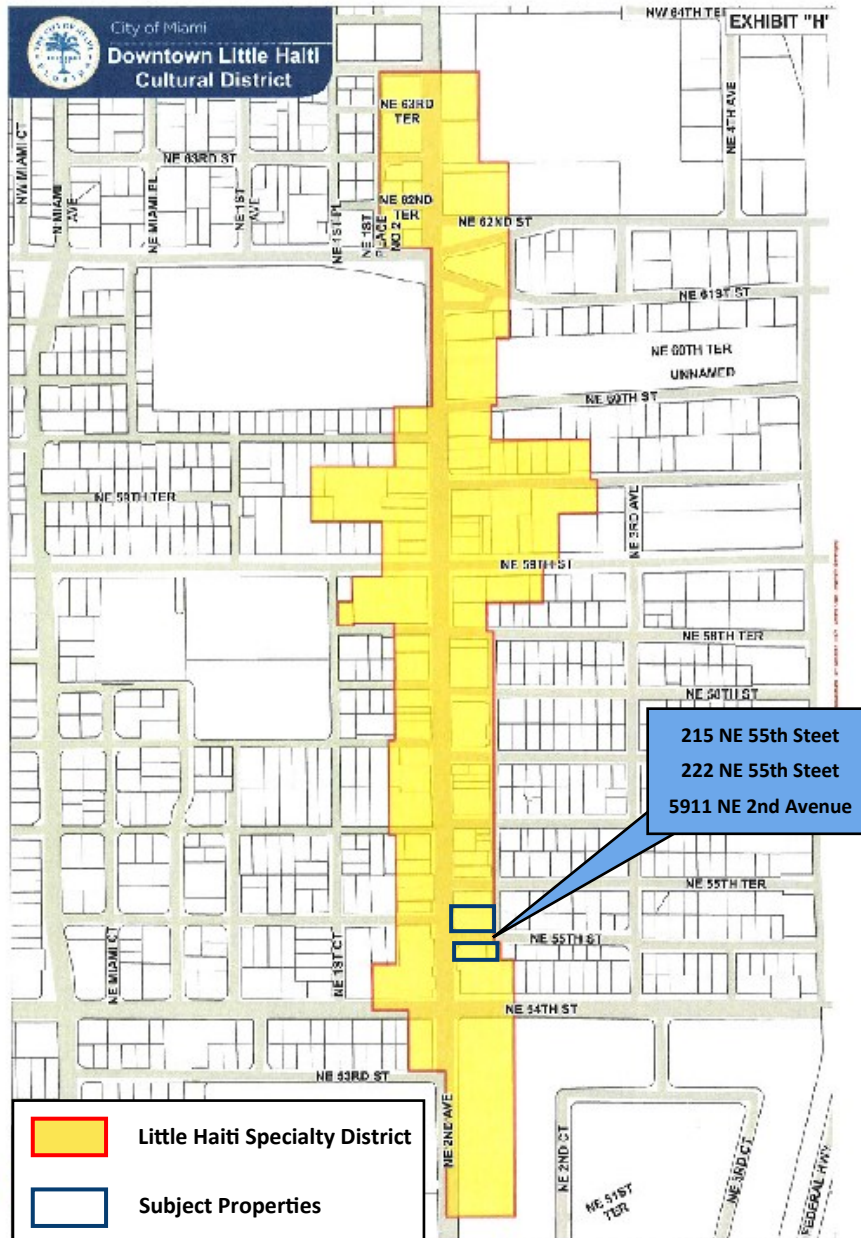 City of Miami
Downtown Little Haiti
Cultural District
EXHIBIT "H'
NW 64TH TER
NE 63RD
TER
NW MIAMI CT
N MIAMI
AVE
NE MIAMI PL
NE 63RD ST
NE 1ST
AVE
NE 1ST PL
NE 1ST
PLACE
NO 2
NE 62ND
TER
NE 62ND ST
NE 4TH AVE
NE 61ST ST
NE 60TH TER
UNNAMED
NE 60TH ST
NE 59TH TER
NE 3RD AVE
NE 59TH ST
NE 58TH TER
NE 58TH ST
215 NE 55th Steet
222 NE 55th Steet
5911 NE 2nd Avenue
NE 55TH TER
NE 55TH ST
NE MIAMI CT
NE 1ST CT
NE 54TH ST
NE 53RD ST
NE 2ND AVE
NE 2ND CT
NE 51ST
TER
NE 3RD CT
FEDERAL HWY
Little Haiti Specialty District
Subject Properties